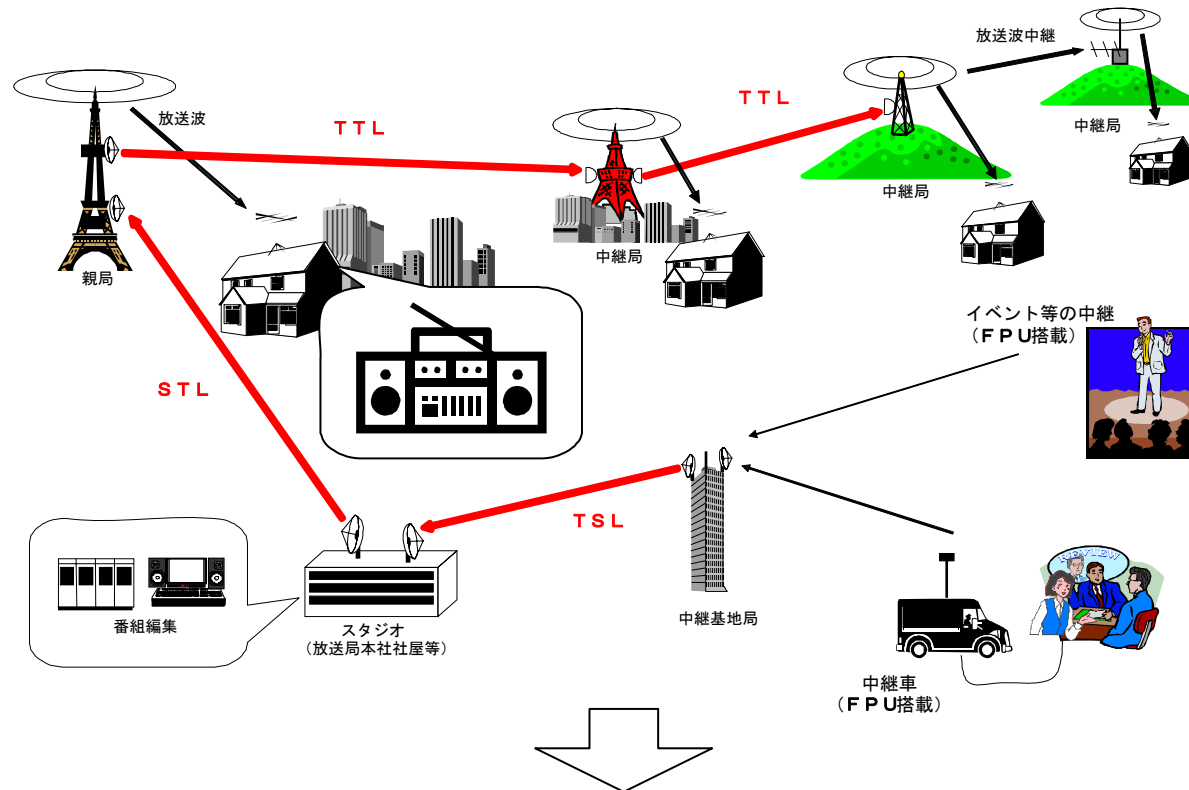 放送波中継
放送波
TTL
TTL
中継局
中継局
中継局
親局
イベント等の中継
(FPU搭載)
STL
TSL
REVIEW
番組編集
スタジオ
(放送局本社社屋等)
中継基地局
中継車
(FPU搭載)